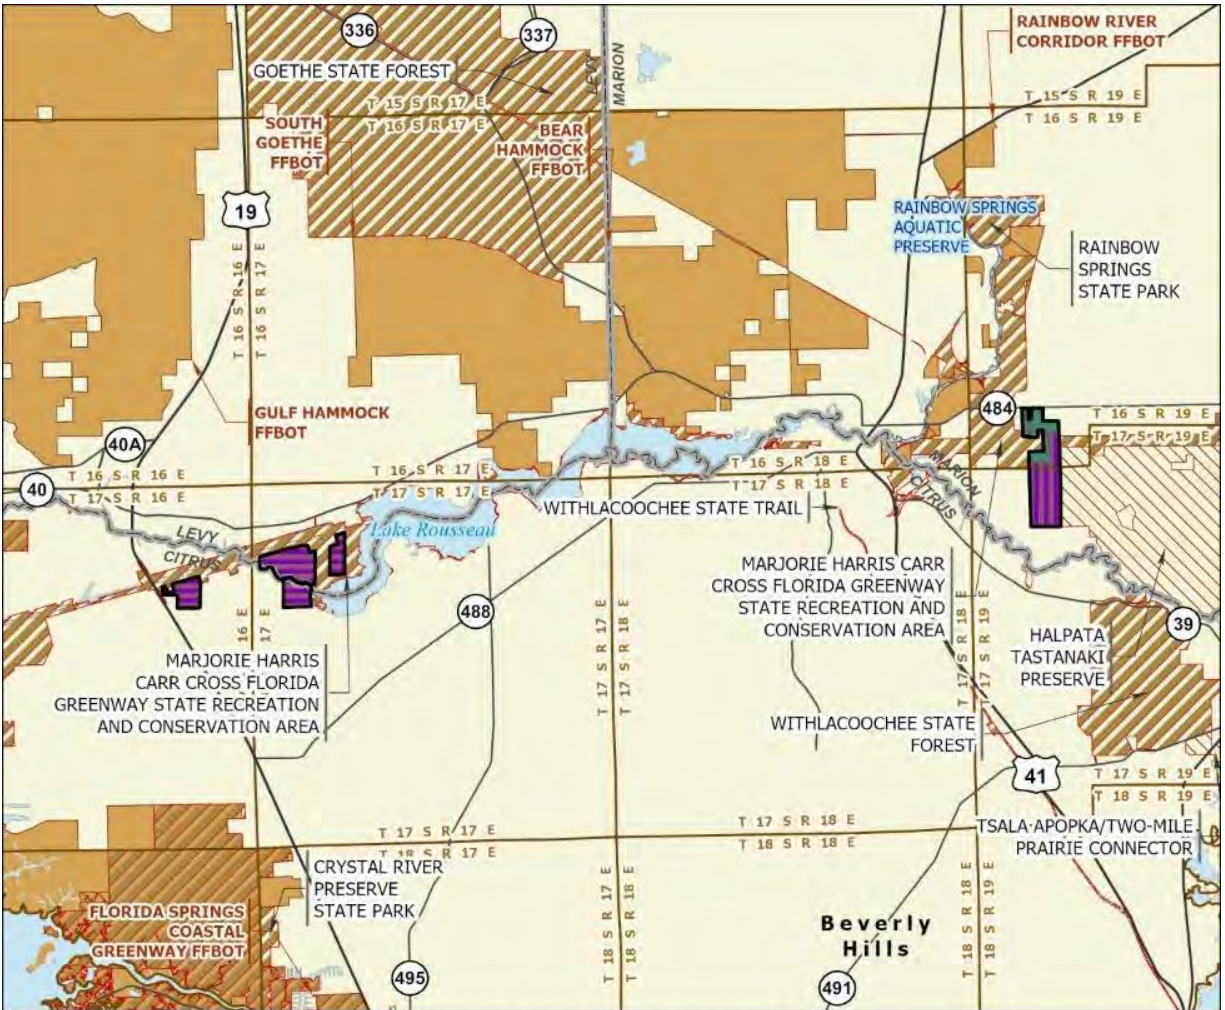 336
337
LEVY
MARION
RAINBOW RIVER
CORRIDOR FFBOT
GOETHE STATE FOREST
T 15 S R 17 E
T 16 S R 17 E
T 15 S R 19 E
T 16 S R 19 E
SOUTH
GOETHE
FFBOT
BEAR
HAMMOCK
FFBOT
19
T 16 S R 16 E
T 16 S R 17 E
RAINBOW SPRINGS
AQUATIC
PRESERVE
RAINBOW
SPRINGS
STATE PARK
GULF HAMMOCK
FFBOT
484
T 16 S R 19 E
T 17 S R 19 E
40A
40
T 16 S R 16 E
T 17 S R 16 E
T 16 S R 17 E
T 17 S R 17 E
T 16 S R 18 E
T 17 S R 18 E
MARION
CITRUS
WITHLACOOCHEE STATE TRAIL
Lake Rousseau
LEVY
CITRUS
MARJORIE HARRIS CARR
CROSS FLORIDA GREENWAY
STATE RECREATION AND
CONSERVATION AREA
488
39
16 E
17 E
T 17 S R 17 E
T 17 S R 18 E
T 17 S R 18 E
T 17 S R 19 E
HALPATA
TASTANAKI
PRESERVE
MARJORIE HARRIS
CARR CROSS FLORIDA
GREENWAY STATE RECREATION
AND CONSERVATION AREA
WITHLACOOCHEE STATE
FOREST
41
T 17 S R 19 E
T 18 S R 19 E
T 17 S R 17 E
T 18 S R 17 E
T 17 S R 18 E
T 18 S R 18 E
TSALA APOPKA/TWO-MILE
PRAIRIE CONNECTOR
CRYSTAL RIVER
PRESERVE
STATE PARK
FLORIDA SPRINGS
COASTAL
GREENWAY FFBOT
T 18 S R 17 E
T 18 S R 18 E
T 18 S R 18 E
T 18 S R 19 E
Beverly
Hills
495
491